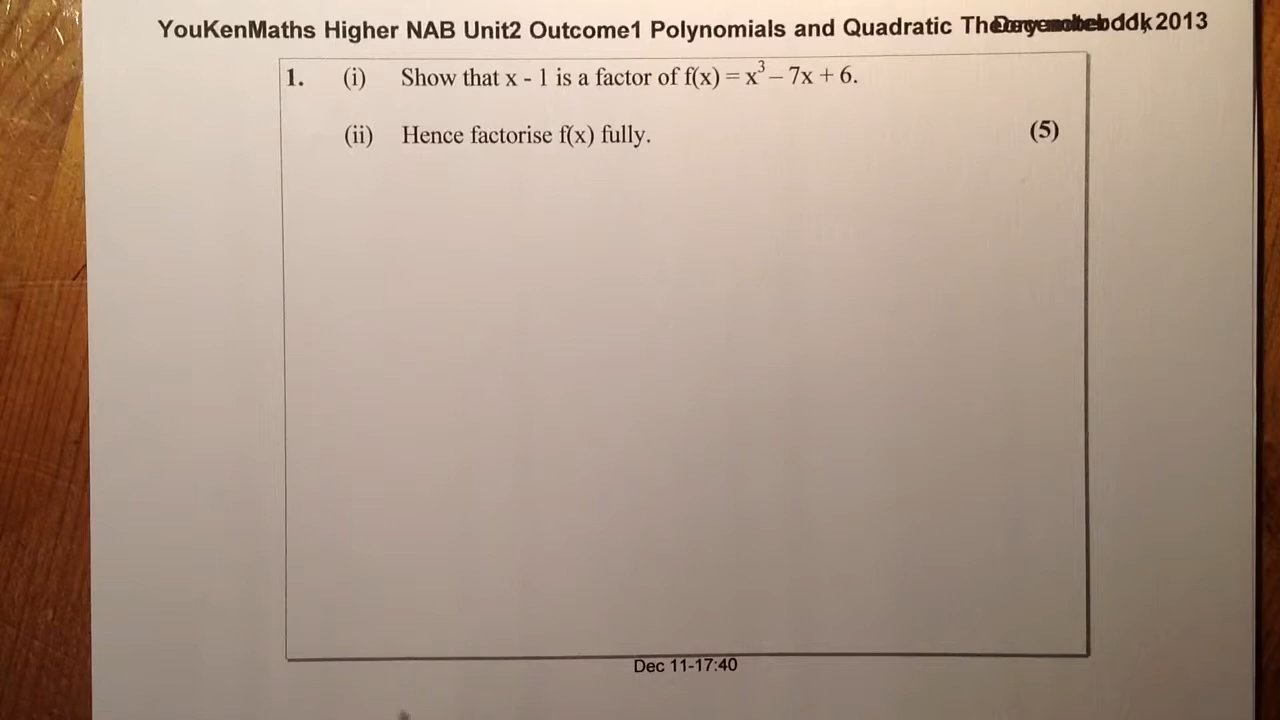 YouKenMaths Higher NAB Unit2 Outcome1 Polynomials and Quadratic 2013
1. (i) Show that x - 1 is a factor of f(x) = x³ – 7x + 6.
(ii) Hence factorise f(x) fully. (5)
Dec 11-17:40